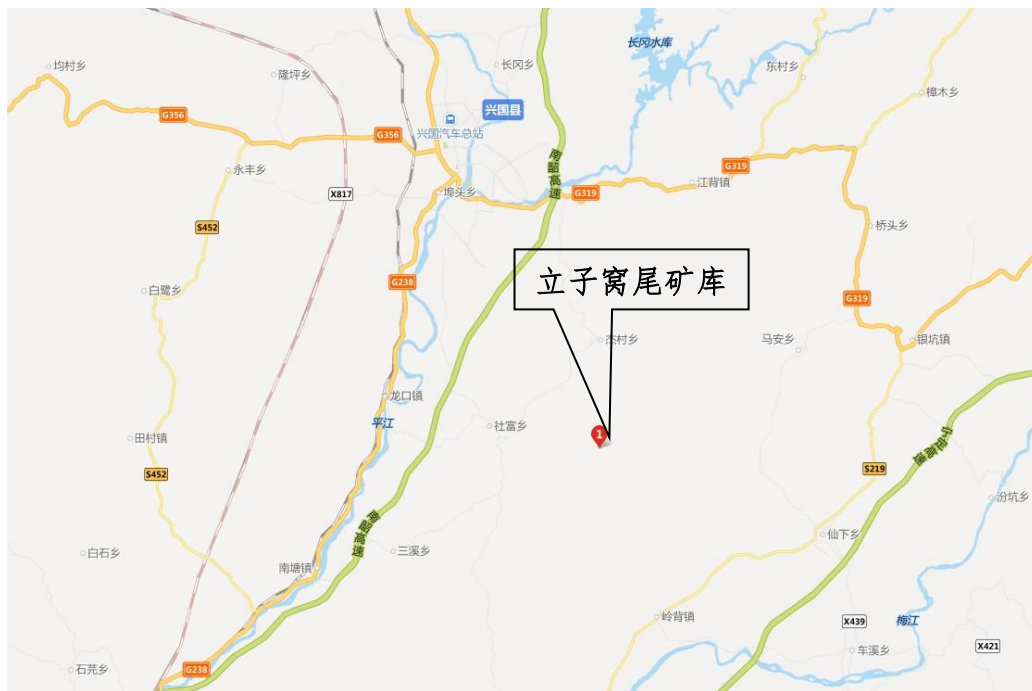 长冈水库
均村乡
隆坪乡
长冈乡
东村乡
樟木乡
G356
兴国县
G356
兴国汽车总站
永丰乡
南韶高速
G319
X817
埠头乡
G319
江背镇
S452
桥头乡
立子窝尾矿库
G238
白鹭乡
G319
杰村乡
马安乡
银坑镇
龙口镇
平江
社富乡
1
田村镇
宁定高速
S452
S219
汾坑乡
南韶高速
仙下乡
白石乡
三溪乡
南塘镇
岭背镇
X439
梅江
石芫乡
G238
车溪乡
X421